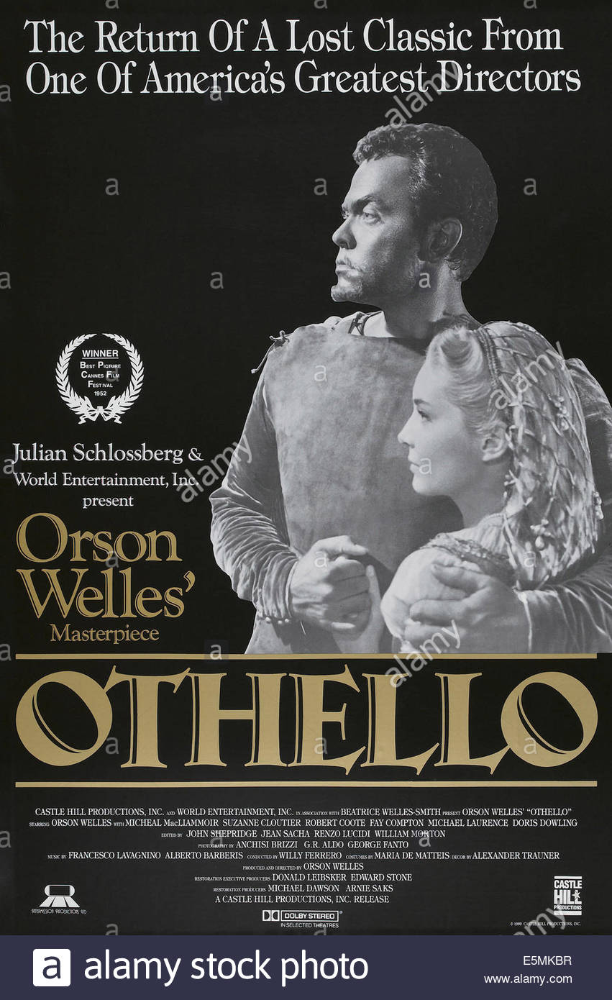 The Return Of A Lost Classic From
One Of America's Greatest Directors
WINNER
BEST PICTURE
CANNES FILM
FESTIVAL
1952
Julian Schlossberg &
World Entertainment, Inc.
present
Orson
Welles'
Masterpiece
OTHELLO
CASTLE HILL PRODUCTIONS, INC. AND WORLD ENTERTAINMENT, INC. IN ASSOCIATION WITH BEATRICE WELLES-SMITH PRESENT ORSON WELLES' "OTHELLO"
STARRING ORSON WELLES WITH MICHEAL MacLIAMMOIR SUZANNE CLOUTIER ROBERT COOTE FAY COMPTON MICHAEL LAURENCE DORIS DOWLING
EDITED BY JOHN SHEPRIDGE JEAN SACHA RENZO LUCIDI WILLIAM MORTON
PHOTOGRAPHY BY ANCHISI BRIZZI G.R. ALDO GEORGE FANTO
MUSIC BY FRANCESCO LAVAGNINO ALBERTO BARBERIS CONDUCTED BY WILLY FERRERO COSTUMES BY MARIA DE MATTEIS DECOR BY ALEXANDER TRAUNER
PRODUCED AND DIRECTED BY ORSON WELLES
RESTORATION EXECUTIVE PRODUCERS DONALD LEIBSKER EDWARD STONE
RESTORATION PRODUCERS MICHAEL DAWSON ARNIE SAKS
A CASTLE HILL PRODUCTIONS, INC. RELEASE
INTERMISSION PRODUCTIONS LTD
DOLBY STEREO
IN SELECTED THEATRES
CASTLE
HILL
PRODUCTIONS
© 1992 CASTLE HILL PRODUCTIONS, INC.
a alamy stock photo
E5MKBR
www.alamy.com